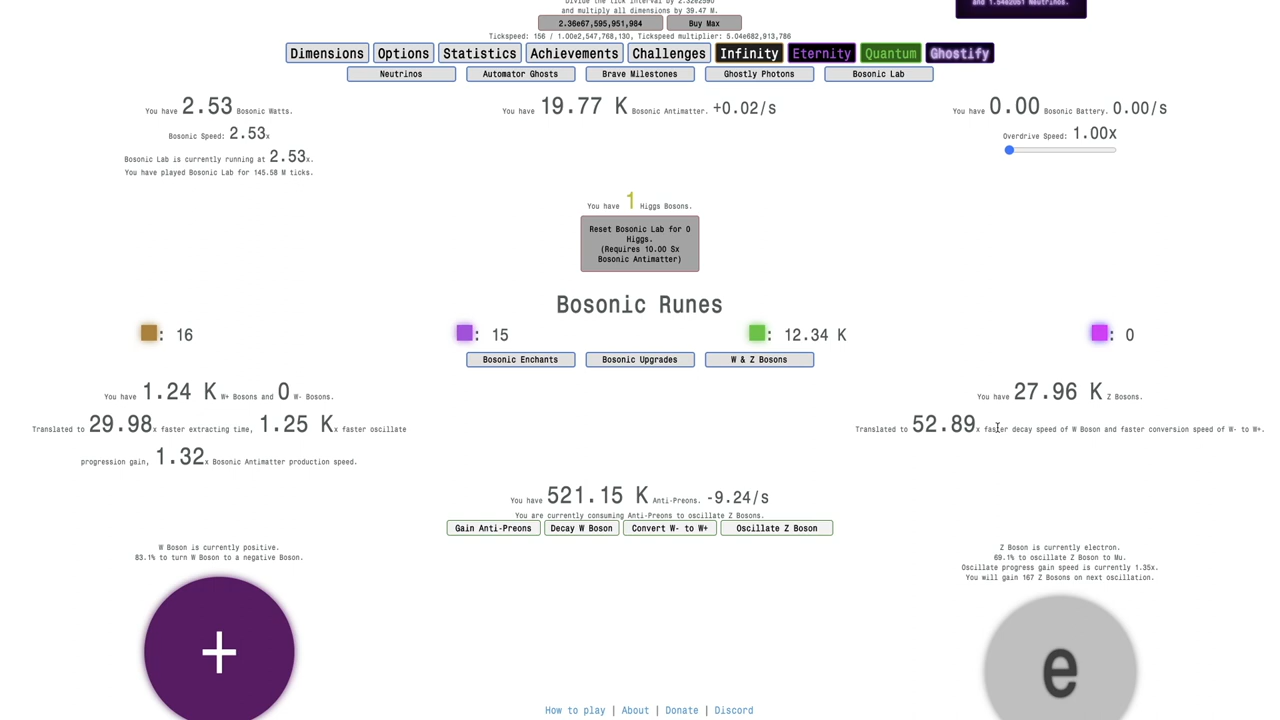 Divide the tick interval by 2.32e2590
and multiply all dimensions by 39.47 M.
and 1.5482051 Neutrinos.
2.36e67,595,951,984 Buy Max
Tickspeed: 156 / 1.00e2,547,768,130, Tickspeed multiplier: 5.04e682,913,786
Dimensions Options Statistics Achievements Challenges Infinity Eternity Quantum Ghostify
Neutrinos Automator Ghosts Brave Milestones Ghostly Photons Bosonic Lab
You have 2.53 Bosonic Watts.
You have 19.77 K Bosonic Antimatter. +0.02/s
You have 0.00 Bosonic Battery. 0.00/s
Bosonic Speed: 2.53x
Overdrive Speed: 1.00x
Bosonic Lab is currently running at 2.53x.
You have played Bosonic Lab for 145.58 M ticks.
You have 1 Higgs Bosons.
Reset Bosonic Lab for 0
Higgs.
(Requires 10.00 Sx
Bosonic Antimatter)
Bosonic Runes
: 16 : 15 : 12.34 K : 0
Bosonic Enchants Bosonic Upgrades W & Z Bosons
You have 1.24 K W+ Bosons and 0 W- Bosons.
You have 27.96 K Z Bosons.
Translated to 29.98x faster extracting time, 1.25 Kx faster oscillate
progression gain, 1.32x Bosonic Antimatter production speed.
Translated to 52.89x faster decay speed of W Boson and faster conversion speed of W- to W+.
You have 521.15 K Anti-Preons. -9.24/s
You are currently consuming Anti-Preons to oscillate Z Bosons.
Gain Anti-Preons Decay W Boson Convert W- to W+ Oscillate Z Boson
W Boson is currently positive.
83.1% to turn W Boson to a negative Boson.
+
Z Boson is currently electron.
69.1% to oscillate Z Boson to Mu.
Oscillate progress gain speed is currently 1.35x.
You will gain 167 Z Bosons on next oscillation.
e
How to play | About | Donate | Discord